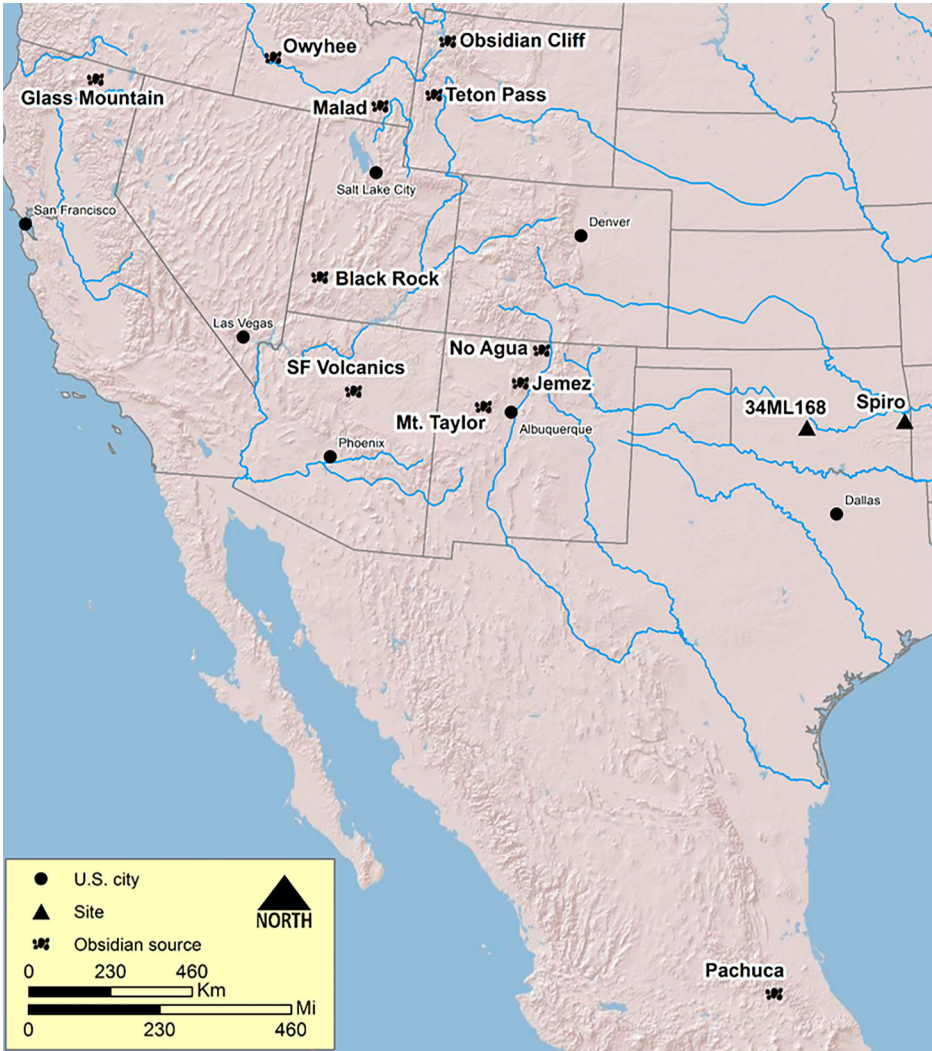 Owyhee
Obsidian Cliff
Glass Mountain
Malad
Teton Pass
Salt Lake City
San Francisco
Denver
Black Rock
Las Vegas
No Agua
SF Volcanics
Jemez
Mt. Taylor
Albuquerque
34ML168
Spiro
Phoenix
Dallas
Pachuca
U.S. city
Site
Obsidian source
NORTH
0 230 460
Km
Mi
0 230 460